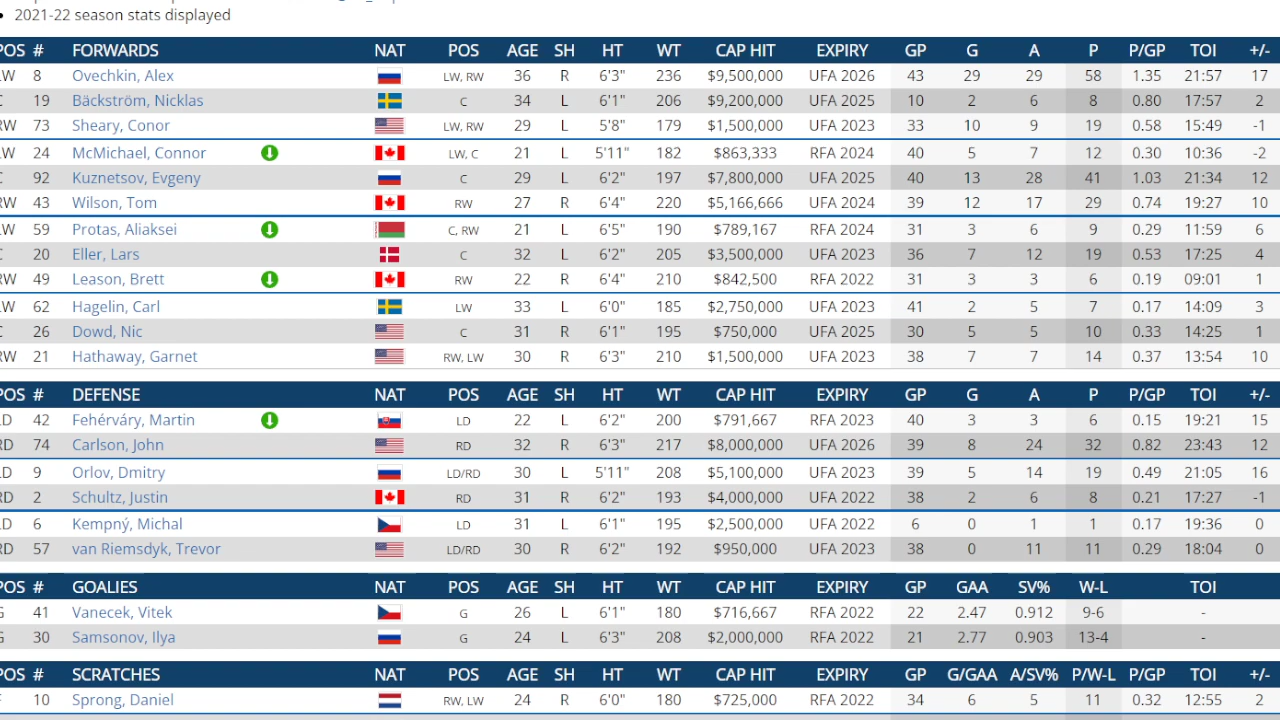 2021-22 season stats displayed
POS # FORWARDS NAT POS AGE SH HT WT CAP HIT EXPIRY GP G A P P/GP TOI +/-
LW 8 Ovechkin, Alex LW, RW 36 R 6'3" 236 $9,500,000 UFA 2026 43 29 29 58 1.35 21:57 17
C 19 Bäckström, Nicklas C 34 L 6'1" 206 $9,200,000 UFA 2025 10 2 6 8 0.80 17:57 2
RW 73 Sheary, Conor LW, RW 29 L 5'8" 179 $1,500,000 UFA 2023 33 10 9 19 0.58 15:49 -1
LW 24 McMichael, Connor LW, C 21 L 5'11" 182 $863,333 RFA 2024 40 5 7 0.30 10:36 -2
C 92 Kuznetsov, Evgeny C 29 L 6'2" 197 $7,800,000 UFA 2025 40 13 28 41 1.03 21:34 12
RW 43 Wilson, Tom RW 27 R 6'4" 220 $5,166,666 UFA 2024 39 12 17 29 0.74 19:27 10
LW 59 Protas, Aliaksei C, RW 21 L 6'5" 190 $789,167 RFA 2024 31 3 6 9 0.29 11:59 6
C 20 Eller, Lars C 32 L 6'2" 205 $3,500,000 UFA 2023 36 7 12 19 0.53 17:25 4
RW 49 Leason, Brett RW 22 R 6'4" 210 $842,500 RFA 2022 31 3 3 6 0.19 09:01 1
LW 62 Hagelin, Carl LW 33 L 6'0" 185 $2,750,000 UFA 2023 41 2 5 0.17 14:09
C 26 Dowd, Nic C 31 R 6'1" 195 $750,000 UFA 2025 30 5 5 0.33 14:25
RW 21 Hathaway, Garnet RW, LW 30 R 6'3" 210 $1,500,000 UFA 2023 38 7 7 14 0.37 13:54 10
POS # DEFENSE NAT POS AGE SH HT WT CAP HIT EXPIRY GP G A P P/GP TOI +/-
LD 42 Fehérváry, Martin LD 22 L 6'2" 200 $791,667 RFA 2023 40 3 3 6 0.15 19:21 15
RD 74 Carlson, John RD 32 R 6'3" 217 $8,000,000 UFA 2026 39 8 24 32 0.82 23:43 12
LD 9 Orlov, Dmitry LD/RD 30 L 5'11" 208 $5,100,000 UFA 2023 39 5 14 19 0.49 21:05 16
RD 2 Schultz, Justin RD 31 R 6'2" 193 $4,000,000 UFA 2022 38 2 6 8 0.21 17:27 -1
LD 6 Kempný, Michal LD 31 L 6'1" 195 $2,500,000 UFA 2022 6 0 1 1 0.17 19:36 0
RD 57 van Riemsdyk, Trevor LD/RD 30 R 6'2" 192 $950,000 UFA 2023 38 0 11 11 0.29 18:04 0
POS # GOALIES NAT POS AGE SH HT WT CAP HIT EXPIRY GP GAA SV% W-L TOI
G 41 Vanecek, Vitek G 26 L 6'1" 180 $716,667 RFA 2022 22 2.47 0.912 9-6 -
G 30 Samsonov, Ilya G 24 L 6'3" 208 $2,000,000 RFA 2022 21 2.77 0.903 13-4 -
POS # SCRATCHES NAT POS AGE SH HT WT CAP HIT EXPIRY GP G/GAA A/SV% P/W-L P/GP TOI +/-
F 10 Sprong, Daniel RW, LW 24 R 6'0" 180 $725,000 RFA 2022 34 6 5 11 0.32 12:55 2